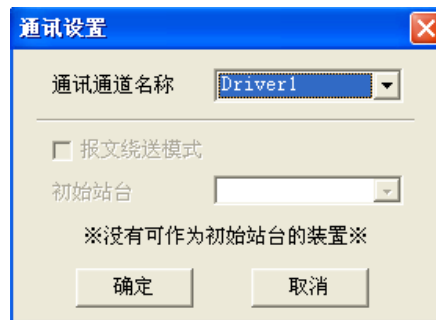 通讯设置
通讯通道名称 Driver1
报文绕送模式
初始站台
※没有可作为初始站台的装置※
确定 取消